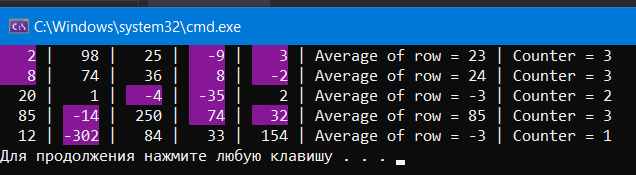 C:\Windows\system32\cmd.exe
2 | 98 | 25 | -9 | 3 | Average of row = 23 | Counter = 3
8 | 74 | 36 | 8 | -2 | Average of row = 24 | Counter = 3
20 | 1 | -4 | -35 | 2 | Average of row = -3 | Counter = 2
85 | -14 | 250 | 74 | 32 | Average of row = 85 | Counter = 3
12 | -302 | 84 | 33 | 154 | Average of row = -3 | Counter = 1
Для продолжения нажмите любую клавишу . . .